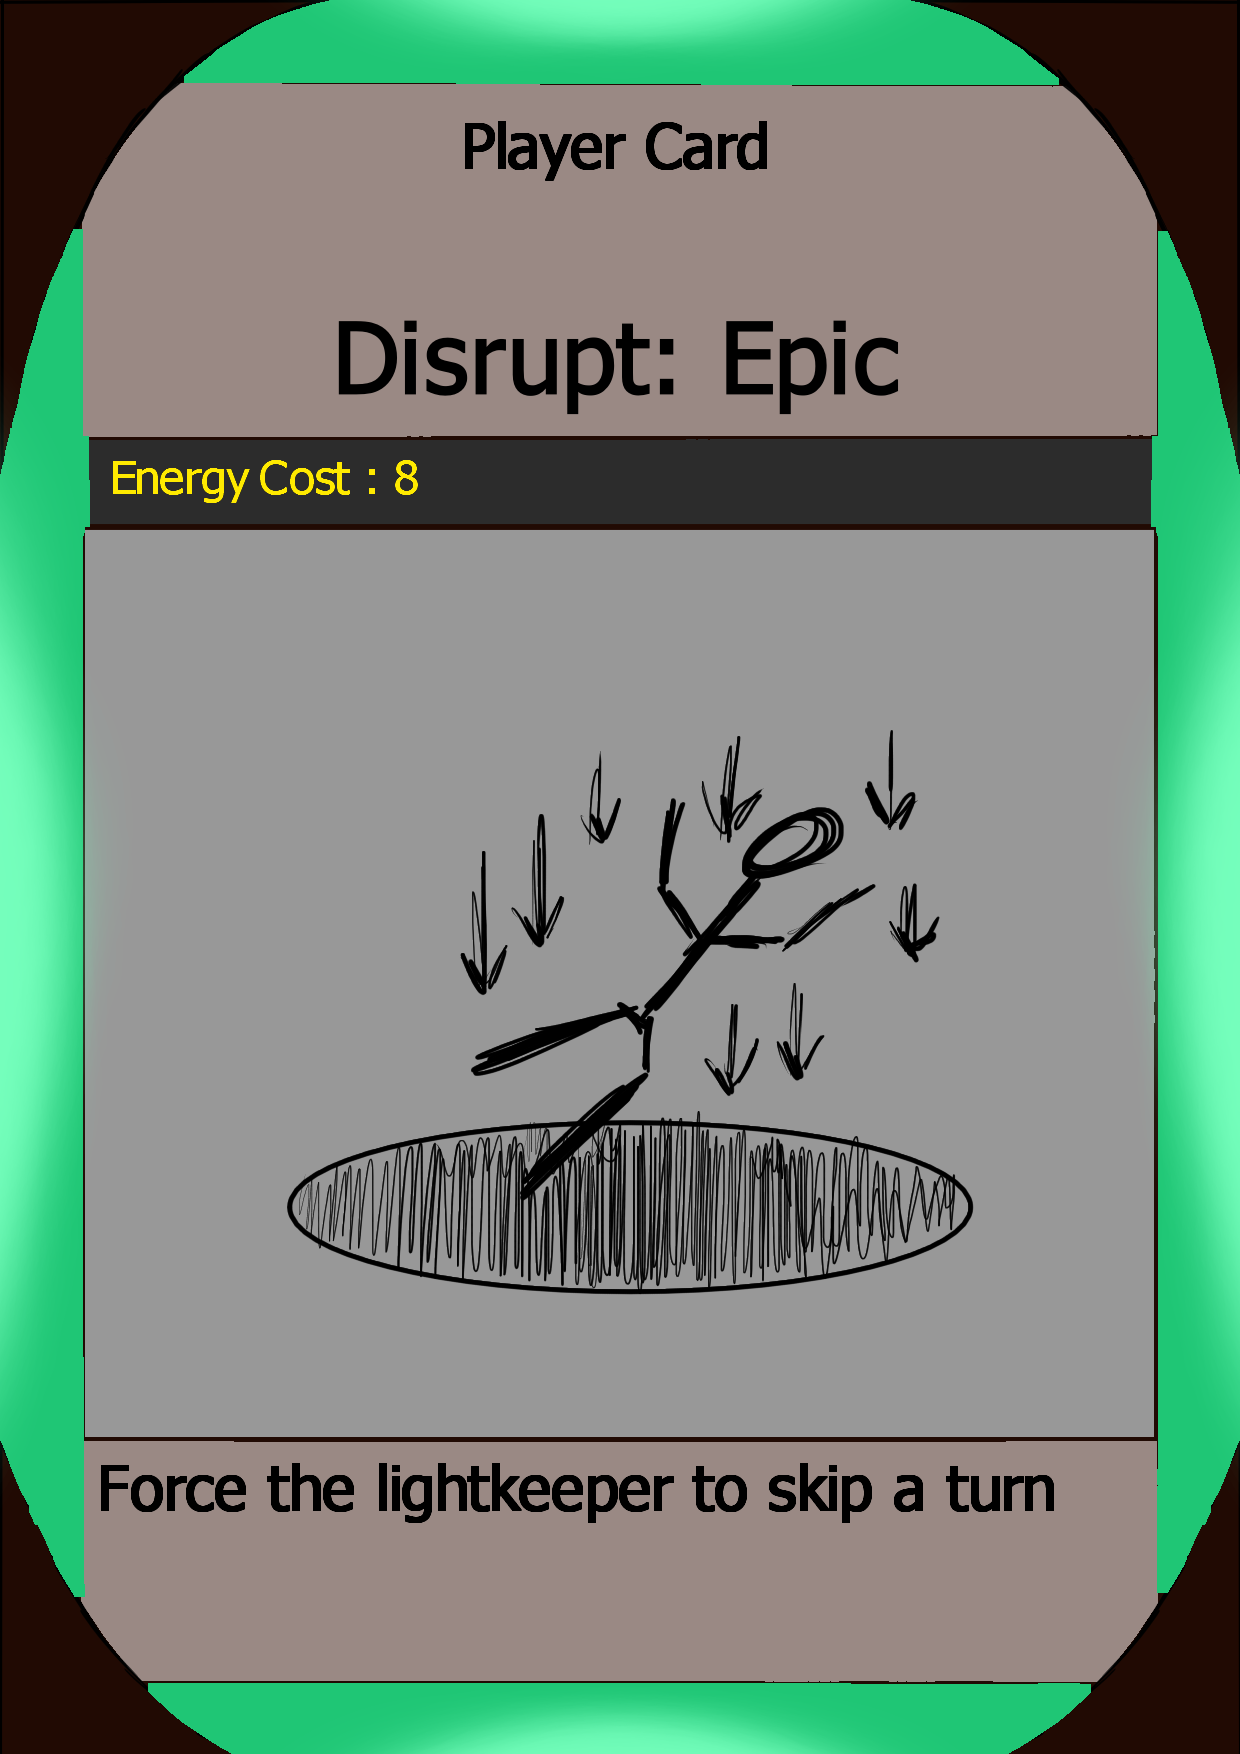 Player Card
Disrupt: Epic
Energy Cost : 8
Force the lightkeeper to skip a turn